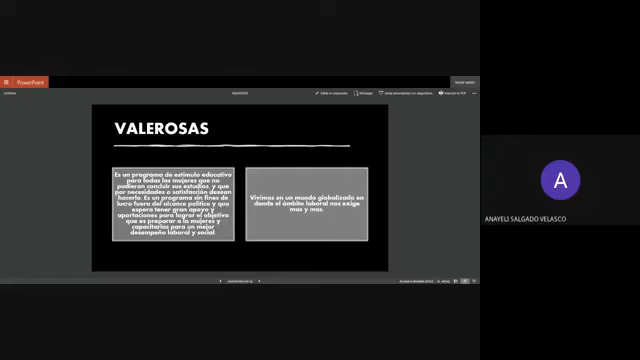 PowerPoint
VALEROSAS
Es un programa de estímulo educativo
para todas las mujeres que no
pudieron concluir sus estudios, y que
por necesidades o satisfacción desean
hacerlo. Es un programa sin fines de
lucro fuera del alcance político y que
espera tener gran apoyo y
aportaciones para lograr el objetivo
que es preparar a la mujeres y
capacitarlas para un mejor
desempeño laboral y social.
Vivimos en un mundo globalizado en
donde el ámbito laboral nos exige
mas y mas.
A
ANAYELI SALGADO VELASCO